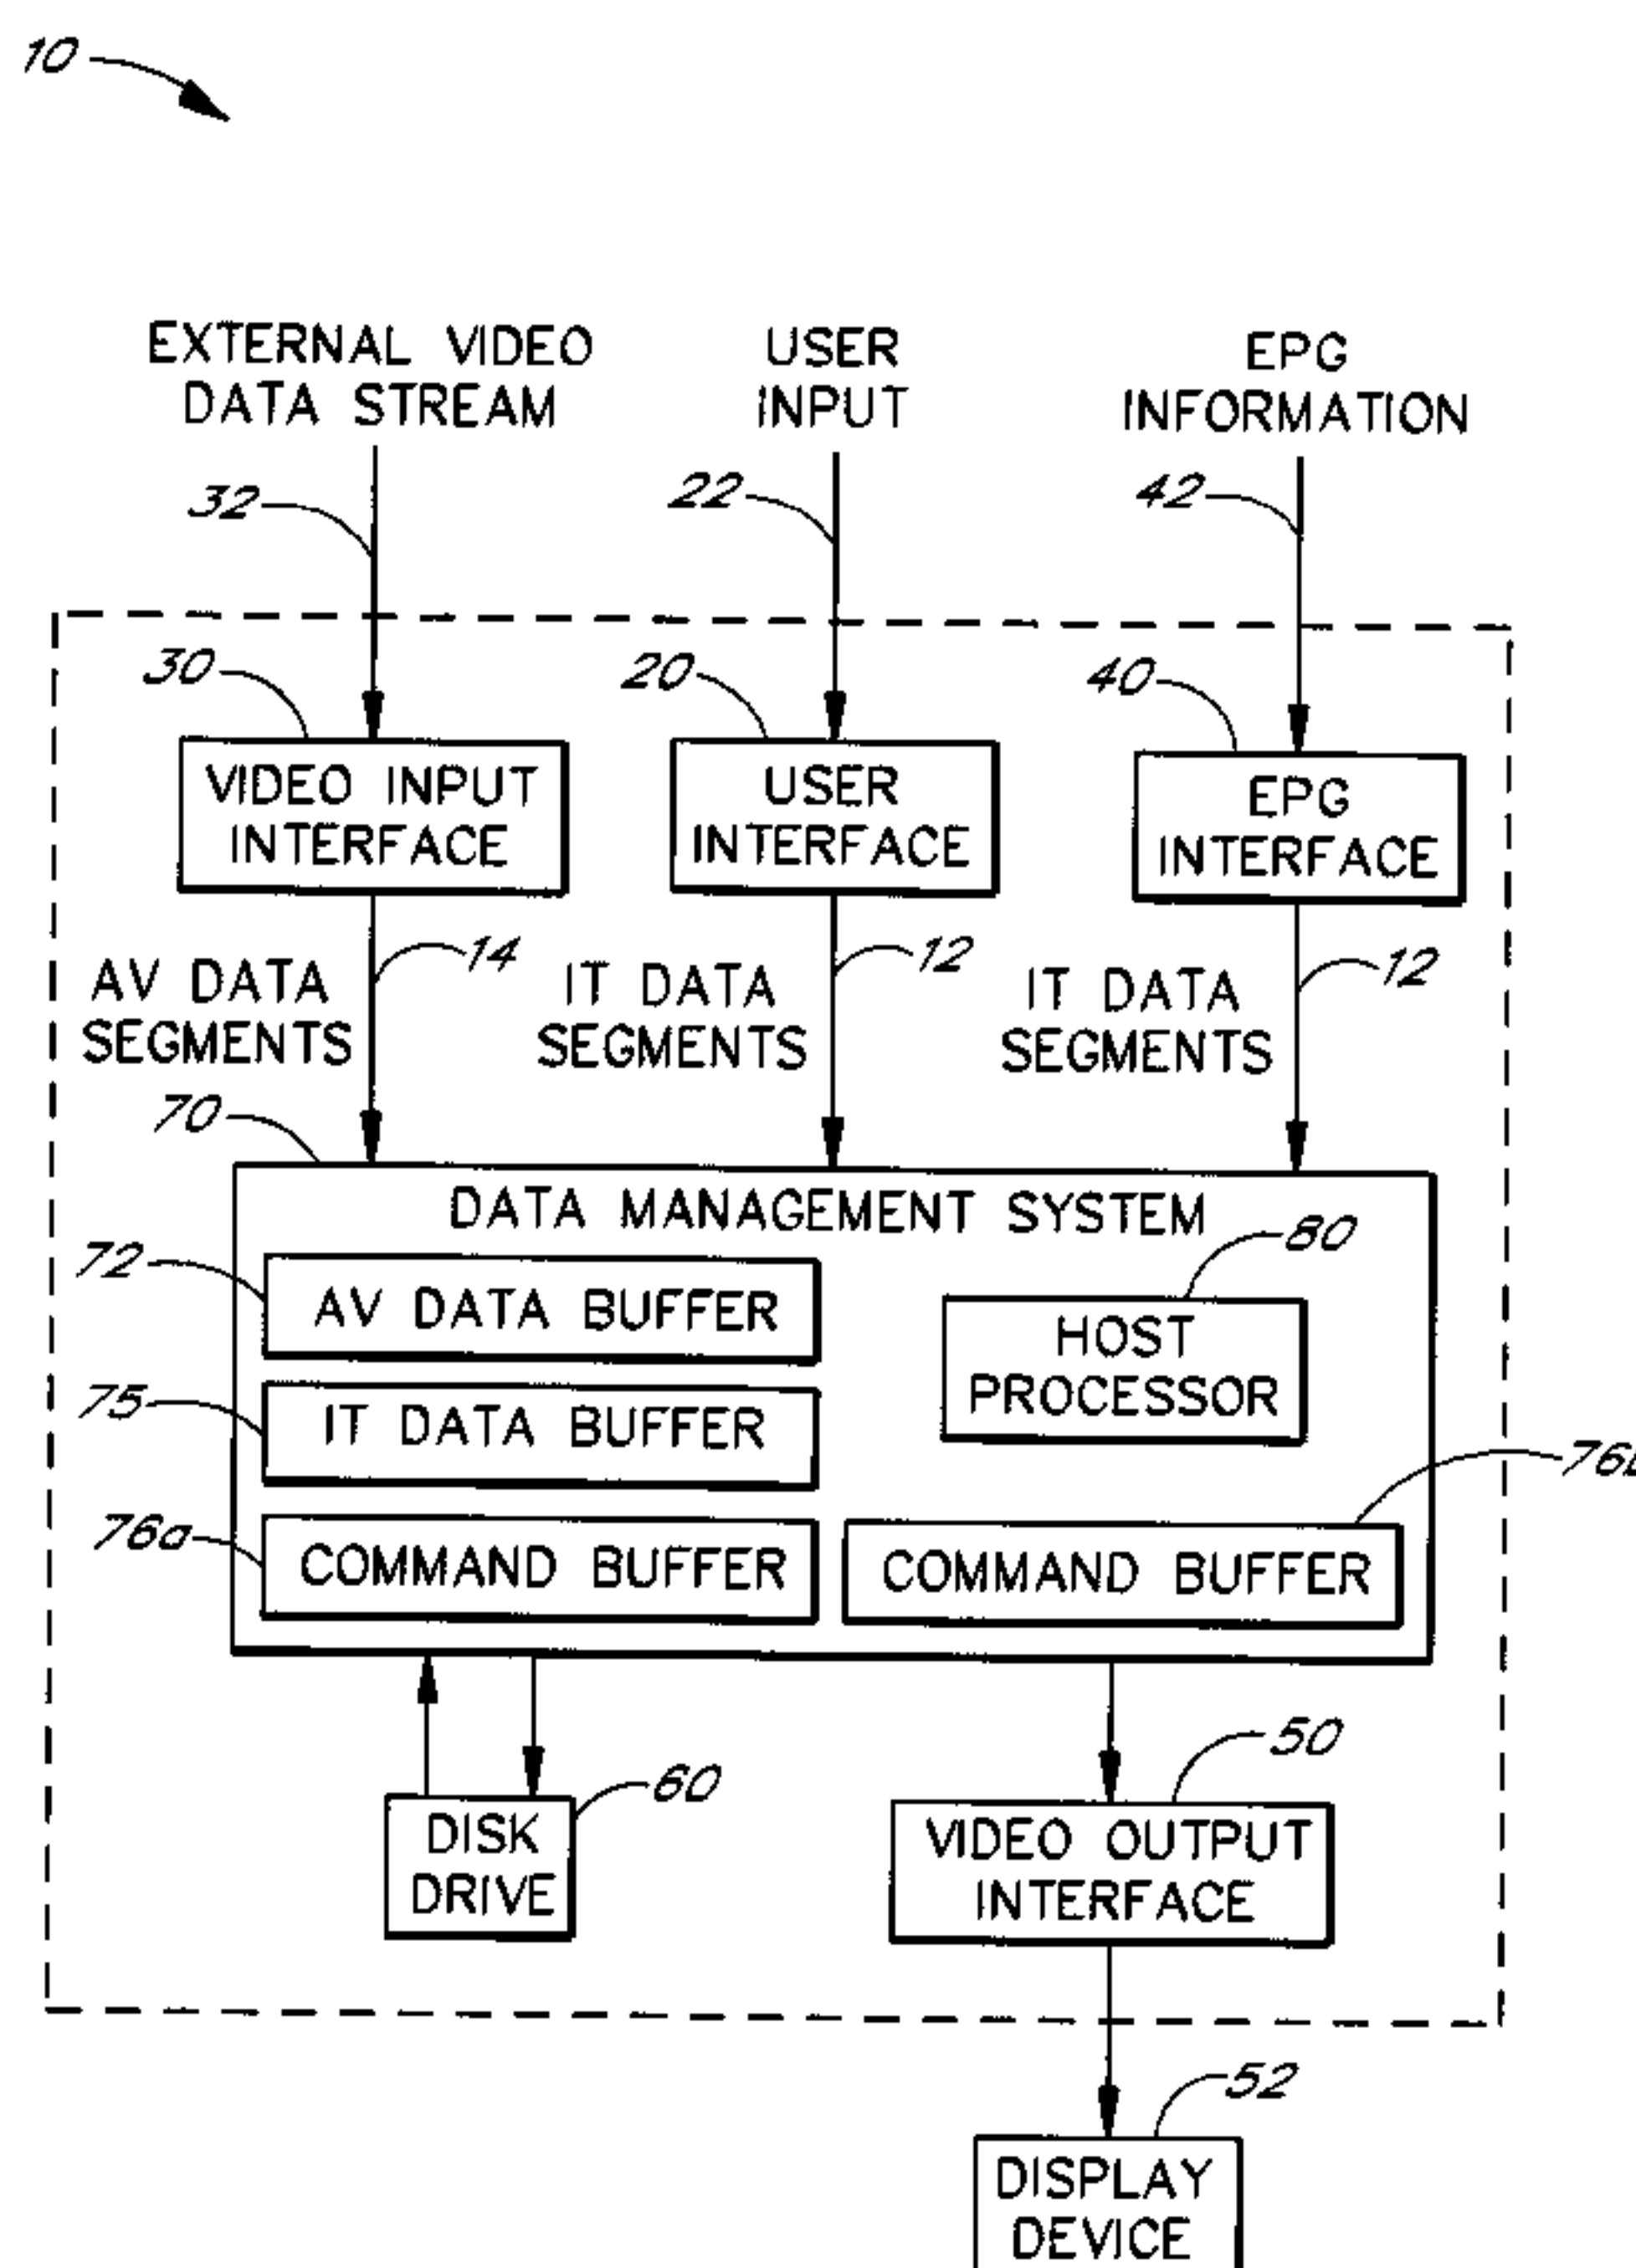 10
EXTERNAL VIDEO
DATA STREAM
USER
INPUT
EPG
INFORMATION
32
22
42
30
20
40
VIDEO INPUT
INTERFACE
USER
INTERFACE
EPG
INTERFACE
AV DATA
SEGMENTS
14
IT DATA
SEGMENTS
12
IT DATA
SEGMENTS
12
70
DATA MANAGEMENT SYSTEM
72
AV DATA BUFFER
80
HOST
PROCESSOR
75
IT DATA BUFFER
76b
76a
COMMAND BUFFER
COMMAND BUFFER
50
60
DISK
DRIVE
VIDEO OUTPUT
INTERFACE
52
DISPLAY
DEVICE